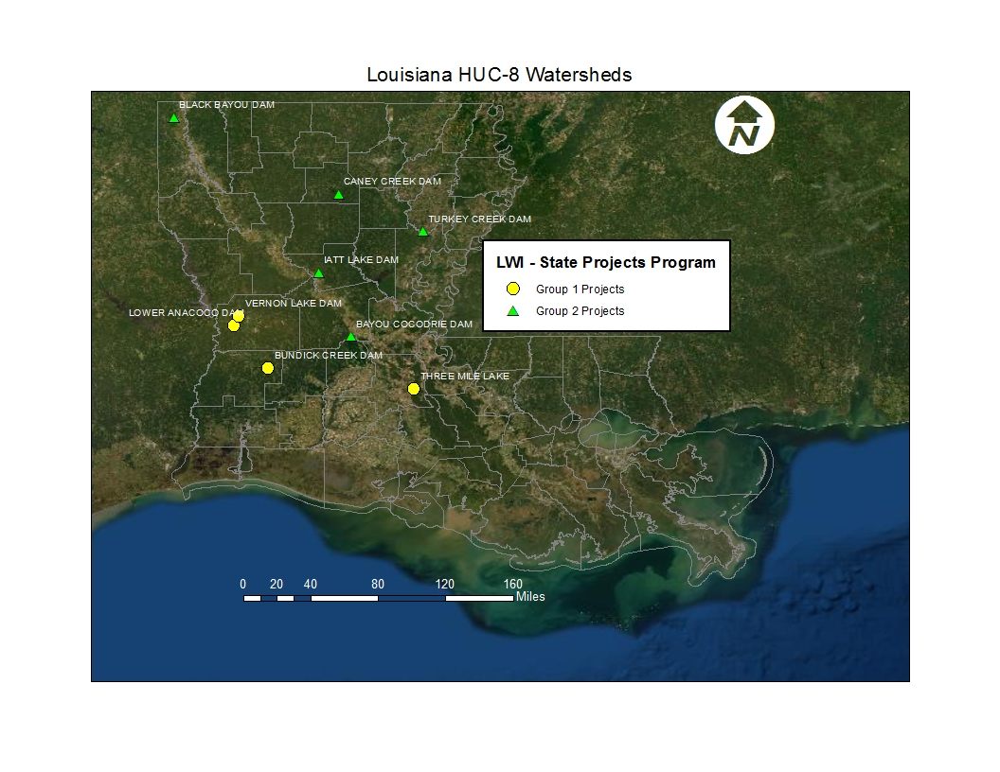 Louisiana HUC-8 Watersheds
BLACK BAYOU DAM
N
CANEY CREEK DAM
TURKEY CREEK DAM
IATT LAKE DAM
LWI - State Projects Program
Group 1 Projects
Group 2 Projects
VERNON LAKE DAM
LOWER ANACOCO DAM
BAYOU COCODRIE DAM
BUNDICK CREEK DAM
THREE MILE LAKE
0 20 40 80 120 160
Miles